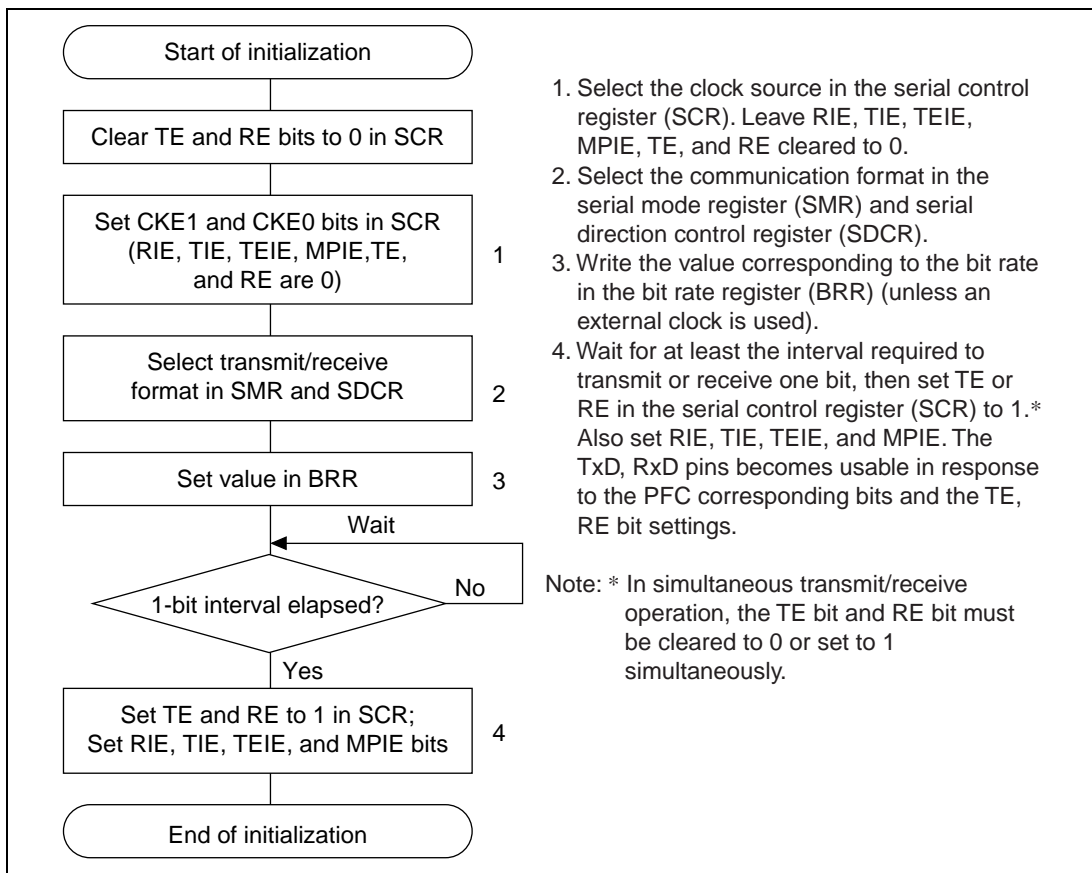 Start of initialization
Clear TE and RE bits to 0 in SCR
Set CKE1 and CKE0 bits in SCR
(RIE, TIE, TEIE, MPIE,TE,
and RE are 0)
1
Select transmit/receive
format in SMR and SDCR
2
Set value in BRR
3
Wait
1-bit interval elapsed?
No
Yes
Set TE and RE to 1 in SCR;
Set RIE, TIE, TEIE, and MPIE bits
4
End of initialization
1. Select the clock source in the serial control
register (SCR). Leave RIE, TIE, TEIE,
MPIE, TE, and RE cleared to 0.
2. Select the communication format in the
serial mode register (SMR) and serial
direction control register (SDCR).
3. Write the value corresponding to the bit rate
in the bit rate register (BRR) (unless an
external clock is used).
4. Wait for at least the interval required to
transmit or receive one bit, then set TE or
RE in the serial control register (SCR) to 1.*
Also set RIE, TIE, TEIE, and MPIE. The
TxD, RxD pins becomes usable in response
to the PFC corresponding bits and the TE,
RE bit settings.
Note: * In simultaneous transmit/receive
operation, the TE bit and RE bit must
be cleared to 0 or set to 1
simultaneously.